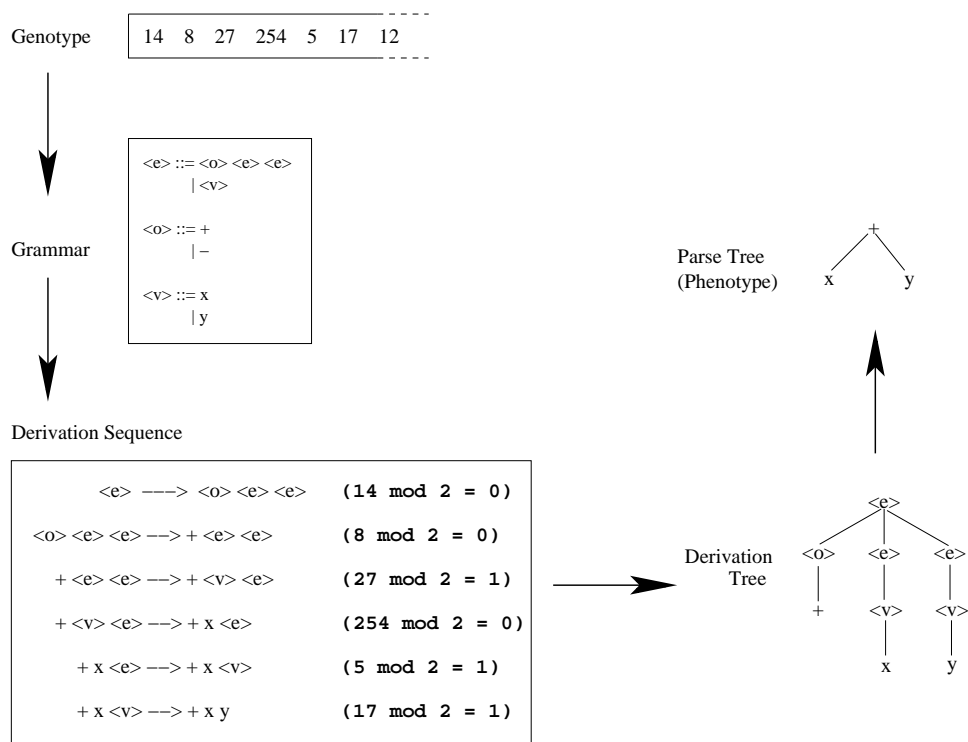 Genotype
14 8 27 254 5 17 12
<e> ::= <o> <e> <e>
| <v>
Grammar
<o> ::= +
| −
<v> ::= x
| y
Parse Tree
(Phenotype)
+
x y
Derivation Sequence
<e> −−−> <o> <e> <e> (14 mod 2 = 0)
<o> <e> <e> −−> + <e> <e> (8 mod 2 = 0)
+ <e> <e> −−> + <v> <e> (27 mod 2 = 1)
+ <v> <e> −−> + x <e> (254 mod 2 = 0)
+ x <e> −−> + x <v> (5 mod 2 = 1)
+ x <v> −−> + x y (17 mod 2 = 1)
Derivation
Tree
<e>
<o> <e> <e>
+ <v> <v>
x y